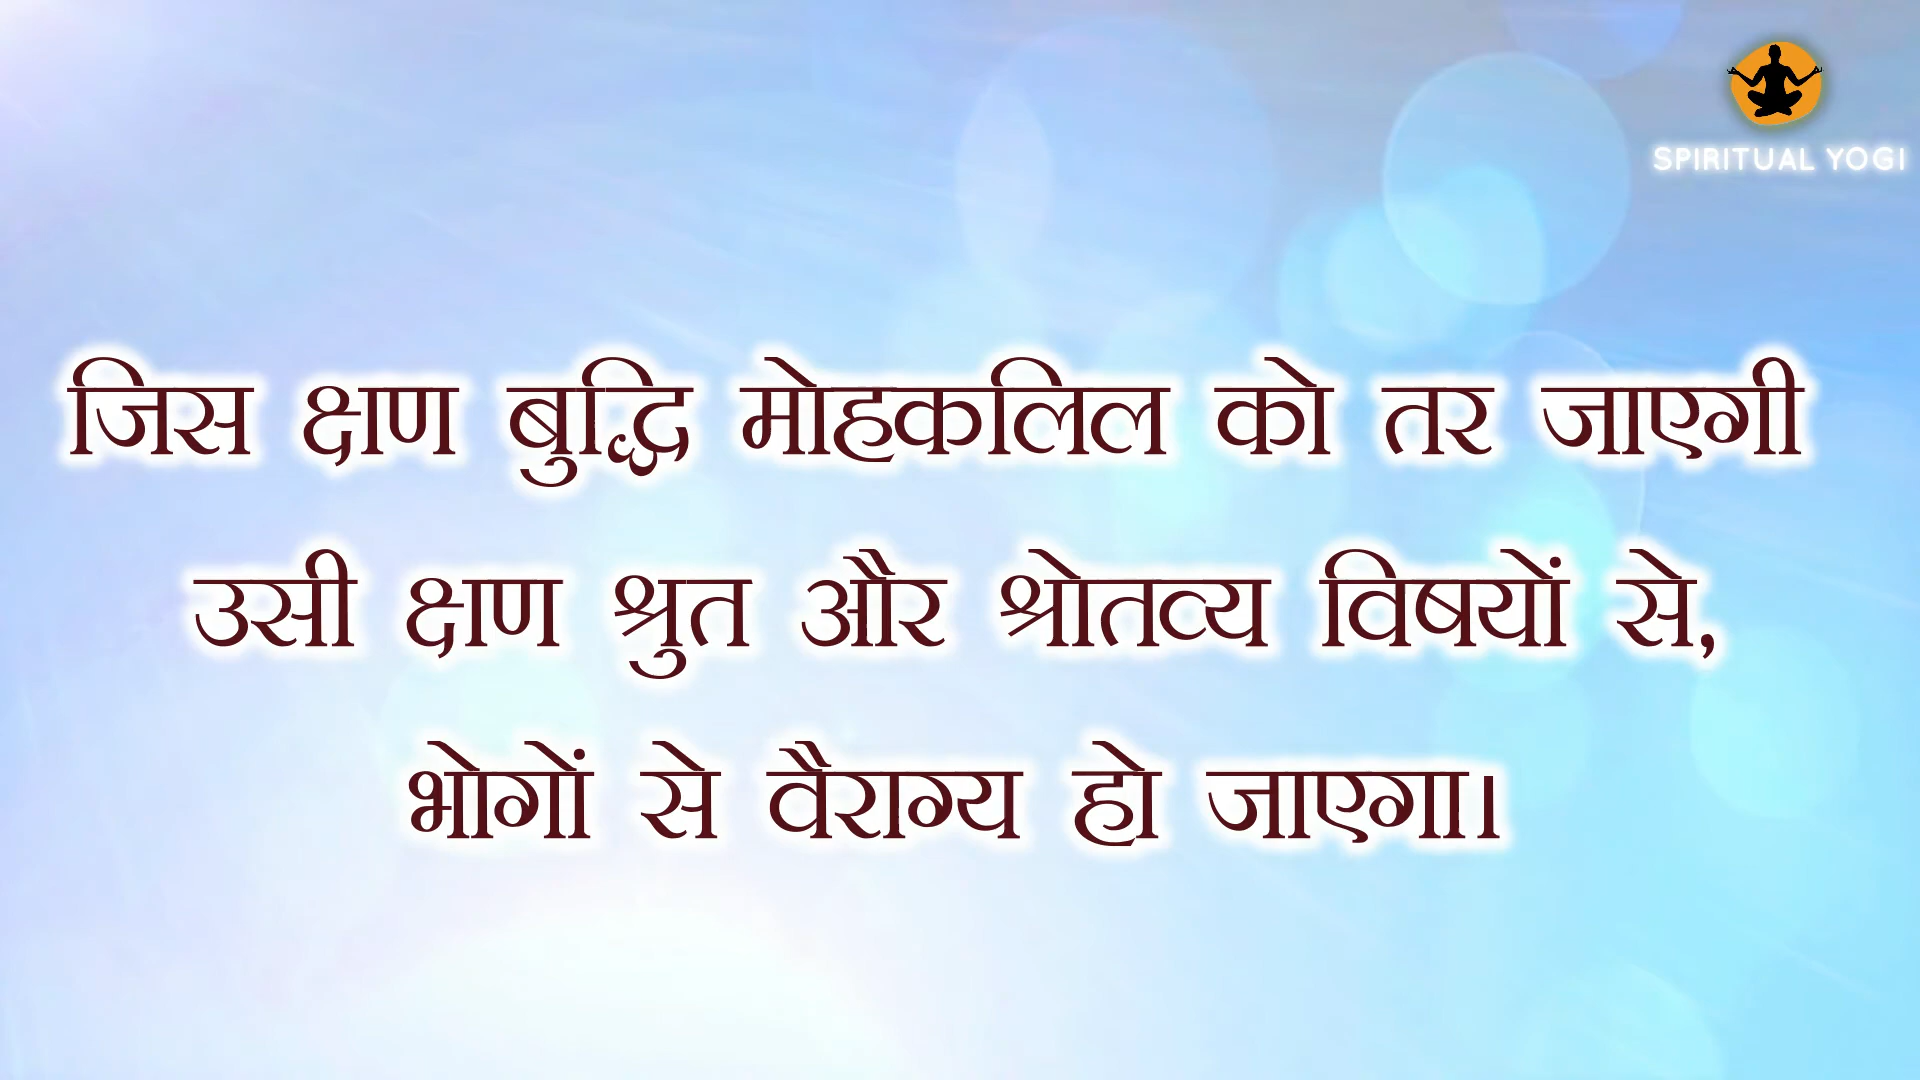 SPIRITUAL YOGI
जिस क्षण बुद्धि मोहकलिल को तर जाएगी
उसी क्षण श्रुत और श्रोतव्य विषयों से,
भोगों से वैराग्य हो जाएगा।